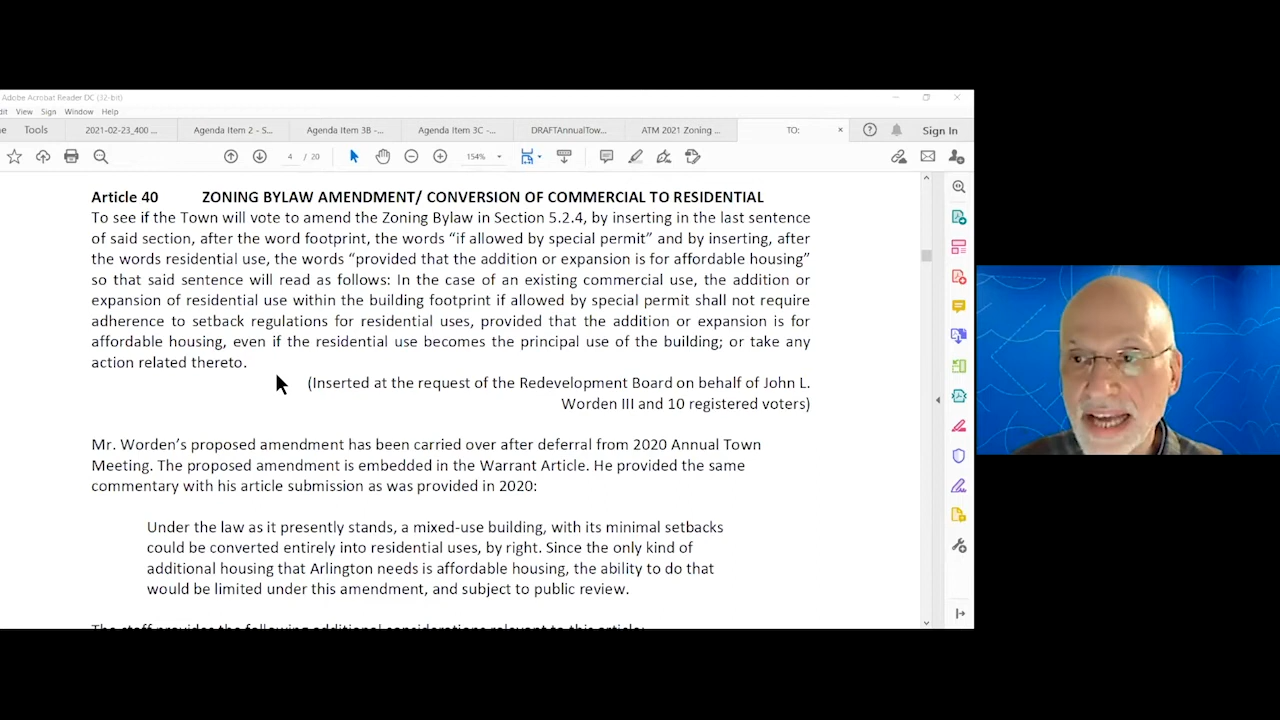 Adobe Acrobat Reader DC (32-bit)
dit View Sign Window Help
e Tools 2021-02-23_400 ... Agenda Item 2 - S... Agenda Item 3B -... Agenda Item 3C -... DRAFTAnnualTow... ATM 2021 Zoning ... TO: × Sign In
4 / 20 154%
Article 40 ZONING BYLAW AMENDMENT/ CONVERSION OF COMMERCIAL TO RESIDENTIAL
To see if the Town will vote to amend the Zoning Bylaw in Section 5.2.4, by inserting in the last sentence
of said section, after the word footprint, the words “if allowed by special permit” and by inserting, after
the words residential use, the words “provided that the addition or expansion is for affordable housing”
so that said sentence will read as follows: In the case of an existing commercial use, the addition or
expansion of residential use within the building footprint if allowed by special permit shall not require
adherence to setback regulations for residential uses, provided that the addition or expansion is for
affordable housing, even if the residential use becomes the principal use of the building; or take any
action related thereto.
(Inserted at the request of the Redevelopment Board on behalf of John L.
Worden III and 10 registered voters)
Mr. Worden’s proposed amendment has been carried over after deferral from 2020 Annual Town
Meeting. The proposed amendment is embedded in the Warrant Article. He provided the same
commentary with his article submission as was provided in 2020:
Under the law as it presently stands, a mixed-use building, with its minimal setbacks
could be converted entirely into residential uses, by right. Since the only kind of
additional housing that Arlington needs is affordable housing, the ability to do that
would be limited under this amendment, and subject to public review.
The staff provides the following additional considerations relevant to this article: